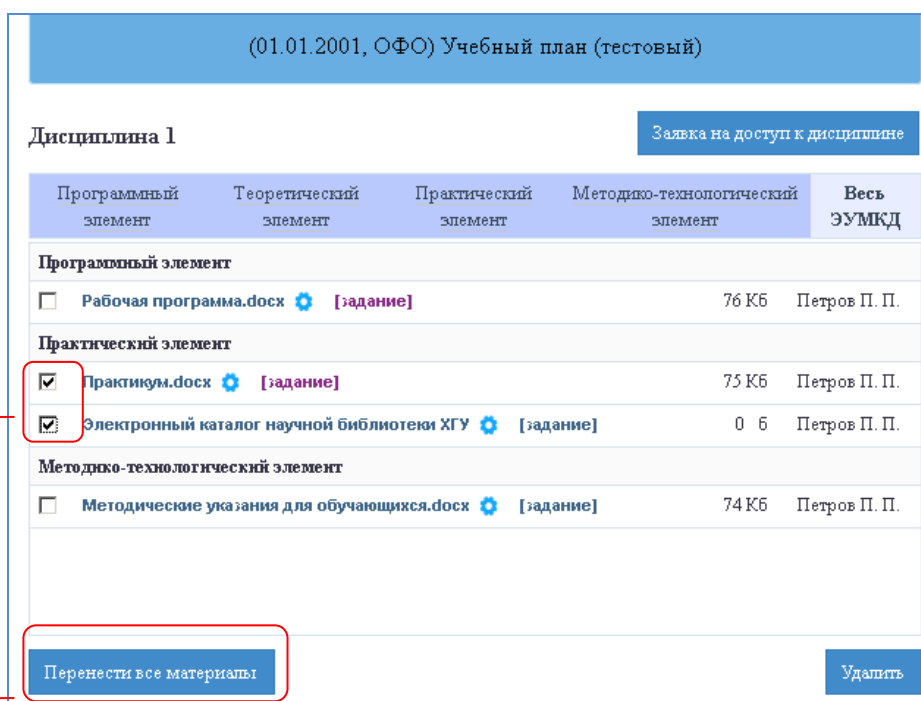 (01.01.2001, ОФО) Учебный план (тестовый)
Дисциплина 1
Заявка на доступ к дисциплине
Программный элемент
Теоретический элемент
Практический элемент
Методико-технологический элемент
Весь ЭУМКД
Программный элемент
Рабочая программа.docx [задание] 76 Кб Петров П. П.
Практический элемент
Практикум.docx [задание] 75 Кб Петров П. П.
Электронный каталог научной библиотеки ХГУ [задание] 0 б Петров П. П.
Методико-технологический элемент
Методические указания для обучающихся.docx [задание] 74 Кб Петров П. П.
Перенести все материалы
Удалить